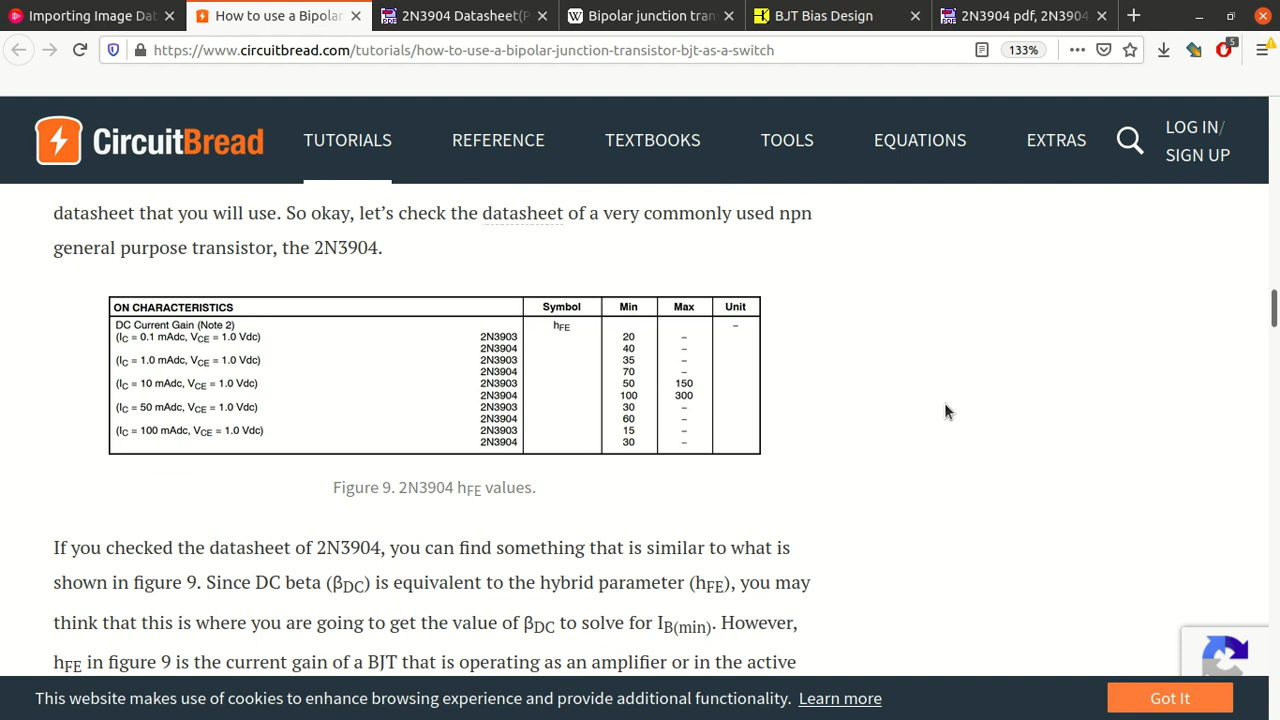 Importing Image Dat
How to use a Bipolar
2N3904 Datasheet(P
Bipolar junction tran
BJT Bias Design
2N3904 pdf, 2N3904
https://www.circuitbread.com/tutorials/how-to-use-a-bipolar-junction-transistor-bjt-as-a-switch
133%
5
CircuitBread
TUTORIALS
REFERENCE
TEXTBOOKS
TOOLS
EQUATIONS
EXTRAS
LOG IN/
SIGN UP
datasheet that you will use. So okay, let’s check the datasheet of a very commonly used npn
general purpose transistor, the 2N3904.
ON CHARACTERISTICS Symbol Min Max Unit
DC Current Gain (Note 2) hFE –
(IC = 0.1 mAdc, VCE = 1.0 Vdc) 2N3903 20 –
2N3904 40 –
(IC = 1.0 mAdc, VCE = 1.0 Vdc) 2N3903 35 –
2N3904 70 –
(IC = 10 mAdc, VCE = 1.0 Vdc) 2N3903 50 150
2N3904 100 300
(IC = 50 mAdc, VCE = 1.0 Vdc) 2N3903 30 –
2N3904 60 –
(IC = 100 mAdc, VCE = 1.0 Vdc) 2N3903 15 –
2N3904 30 –
Figure 9. 2N3904 hFE values.
If you checked the datasheet of 2N3904, you can find something that is similar to what is
shown in figure 9. Since DC beta (βDC) is equivalent to the hybrid parameter (hFE), you may
think that this is where you are going to get the value of βDC to solve for IB(min). However,
hFE in figure 9 is the current gain of a BJT that is operating as an amplifier or in the active
This website makes use of cookies to enhance browsing experience and provide additional functionality. Learn more
Got It